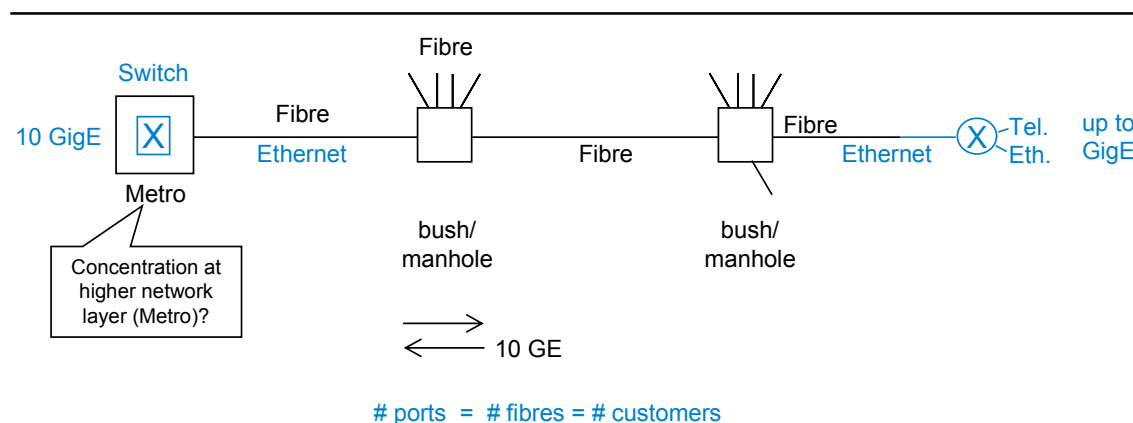 Fibre
Switch
10 GigE
X
Fibre
Ethernet
Fibre
Fibre
Ethernet
X
Tel.
Eth.
up to
GigE
Metro
Concentration at
higher network
layer (Metro)?
bush/
manhole
bush/
manhole
10 GE
# ports = # fibres = # customers